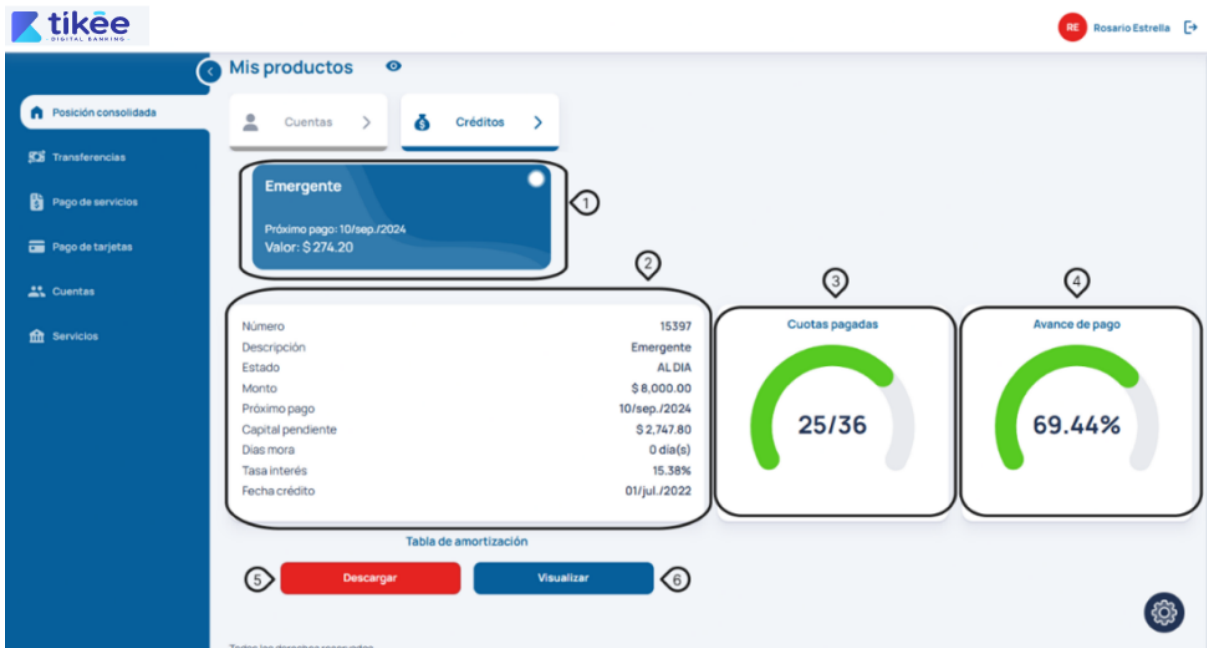 tikēe
- DIGITAL BANKING -
RE Rosario Estrella
Mis productos
Posición consolidada
Transferencias
Pago de servicios
Pago de tarjetas
Cuentas
Servicios
Cuentas
Créditos
Emergente
Próximo pago: 10/sep./2024
Valor: $ 274.20
1
2
3
4
Número 15397
Descripción Emergente
Estado AL DIA
Monto $ 8,000.00
Próximo pago 10/sep./2024
Capital pendiente $ 2,747.80
Días mora 0 día(s)
Tasa interés 15.38%
Fecha crédito 01/jul./2022
Cuotas pagadas
25/36
Avance de pago
69.44%
Tabla de amortización
5 Descargar
Visualizar 6